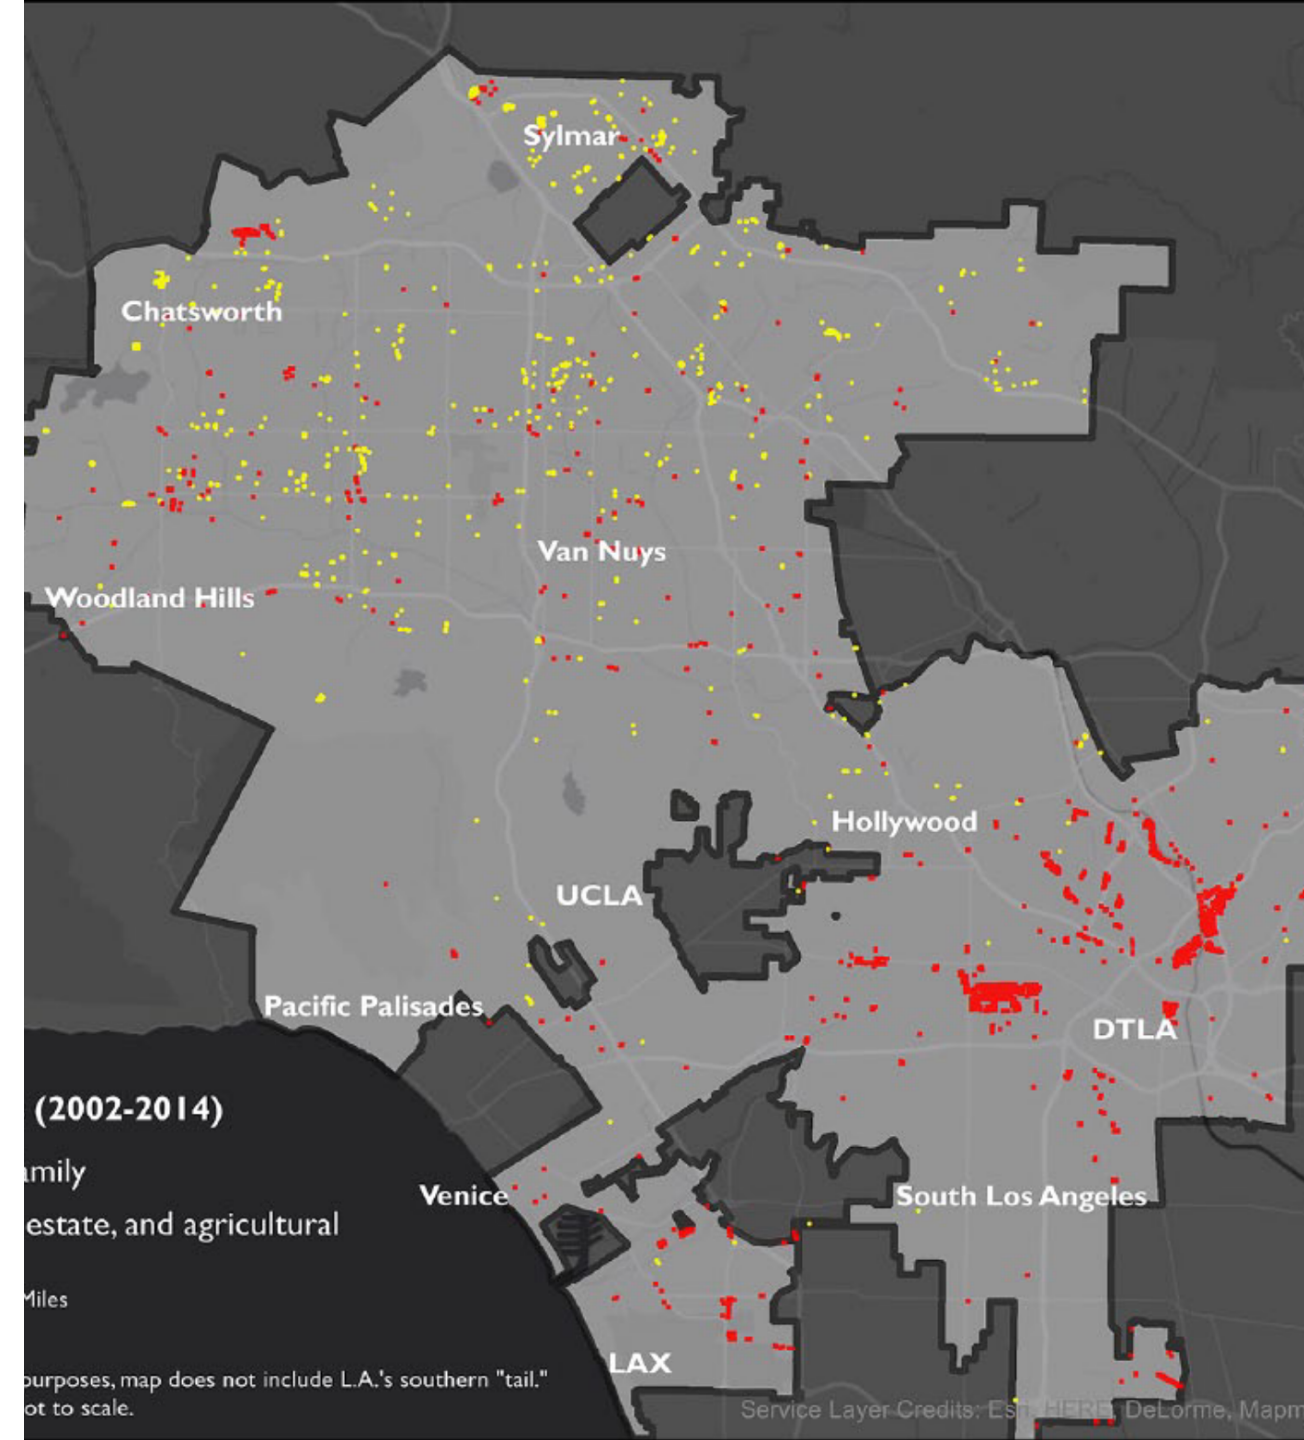 Sylmar
Chatsworth
Van Nuys
Woodland Hills
Hollywood
UCLA
Pacific Palisades
DTLA
(2002-2014)
amily
estate, and agricultural
Venice
South Los Angeles
Miles
LAX
purposes, map does not include L.A.'s southern "tail."
ot to scale.
Service Layer Credits: Esri, HERE, DeLorme, Mapm